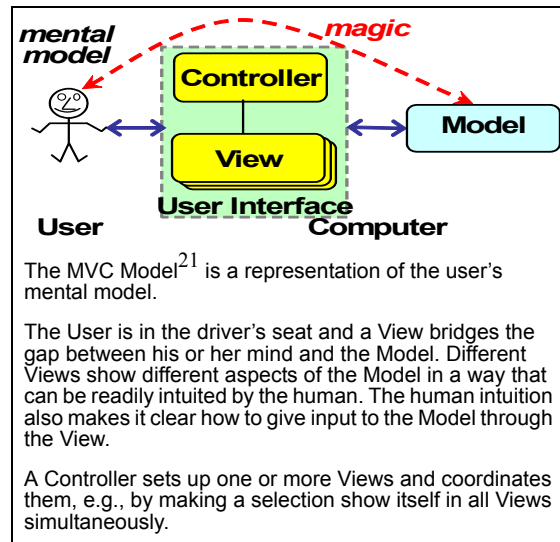 mental
model
magic
Controller
View
Model
User Interface
User
Computer
The MVC Model21 is a representation of the user's
mental model.
The User is in the driver's seat and a View bridges the
gap between his or her mind and the Model. Different
Views show different aspects of the Model in a way that
can be readily intuited by the human. The human intuition
also makes it clear how to give input to the Model through
the View.
A Controller sets up one or more Views and coordinates
them, e.g., by making a selection show itself in all Views
simultaneously.